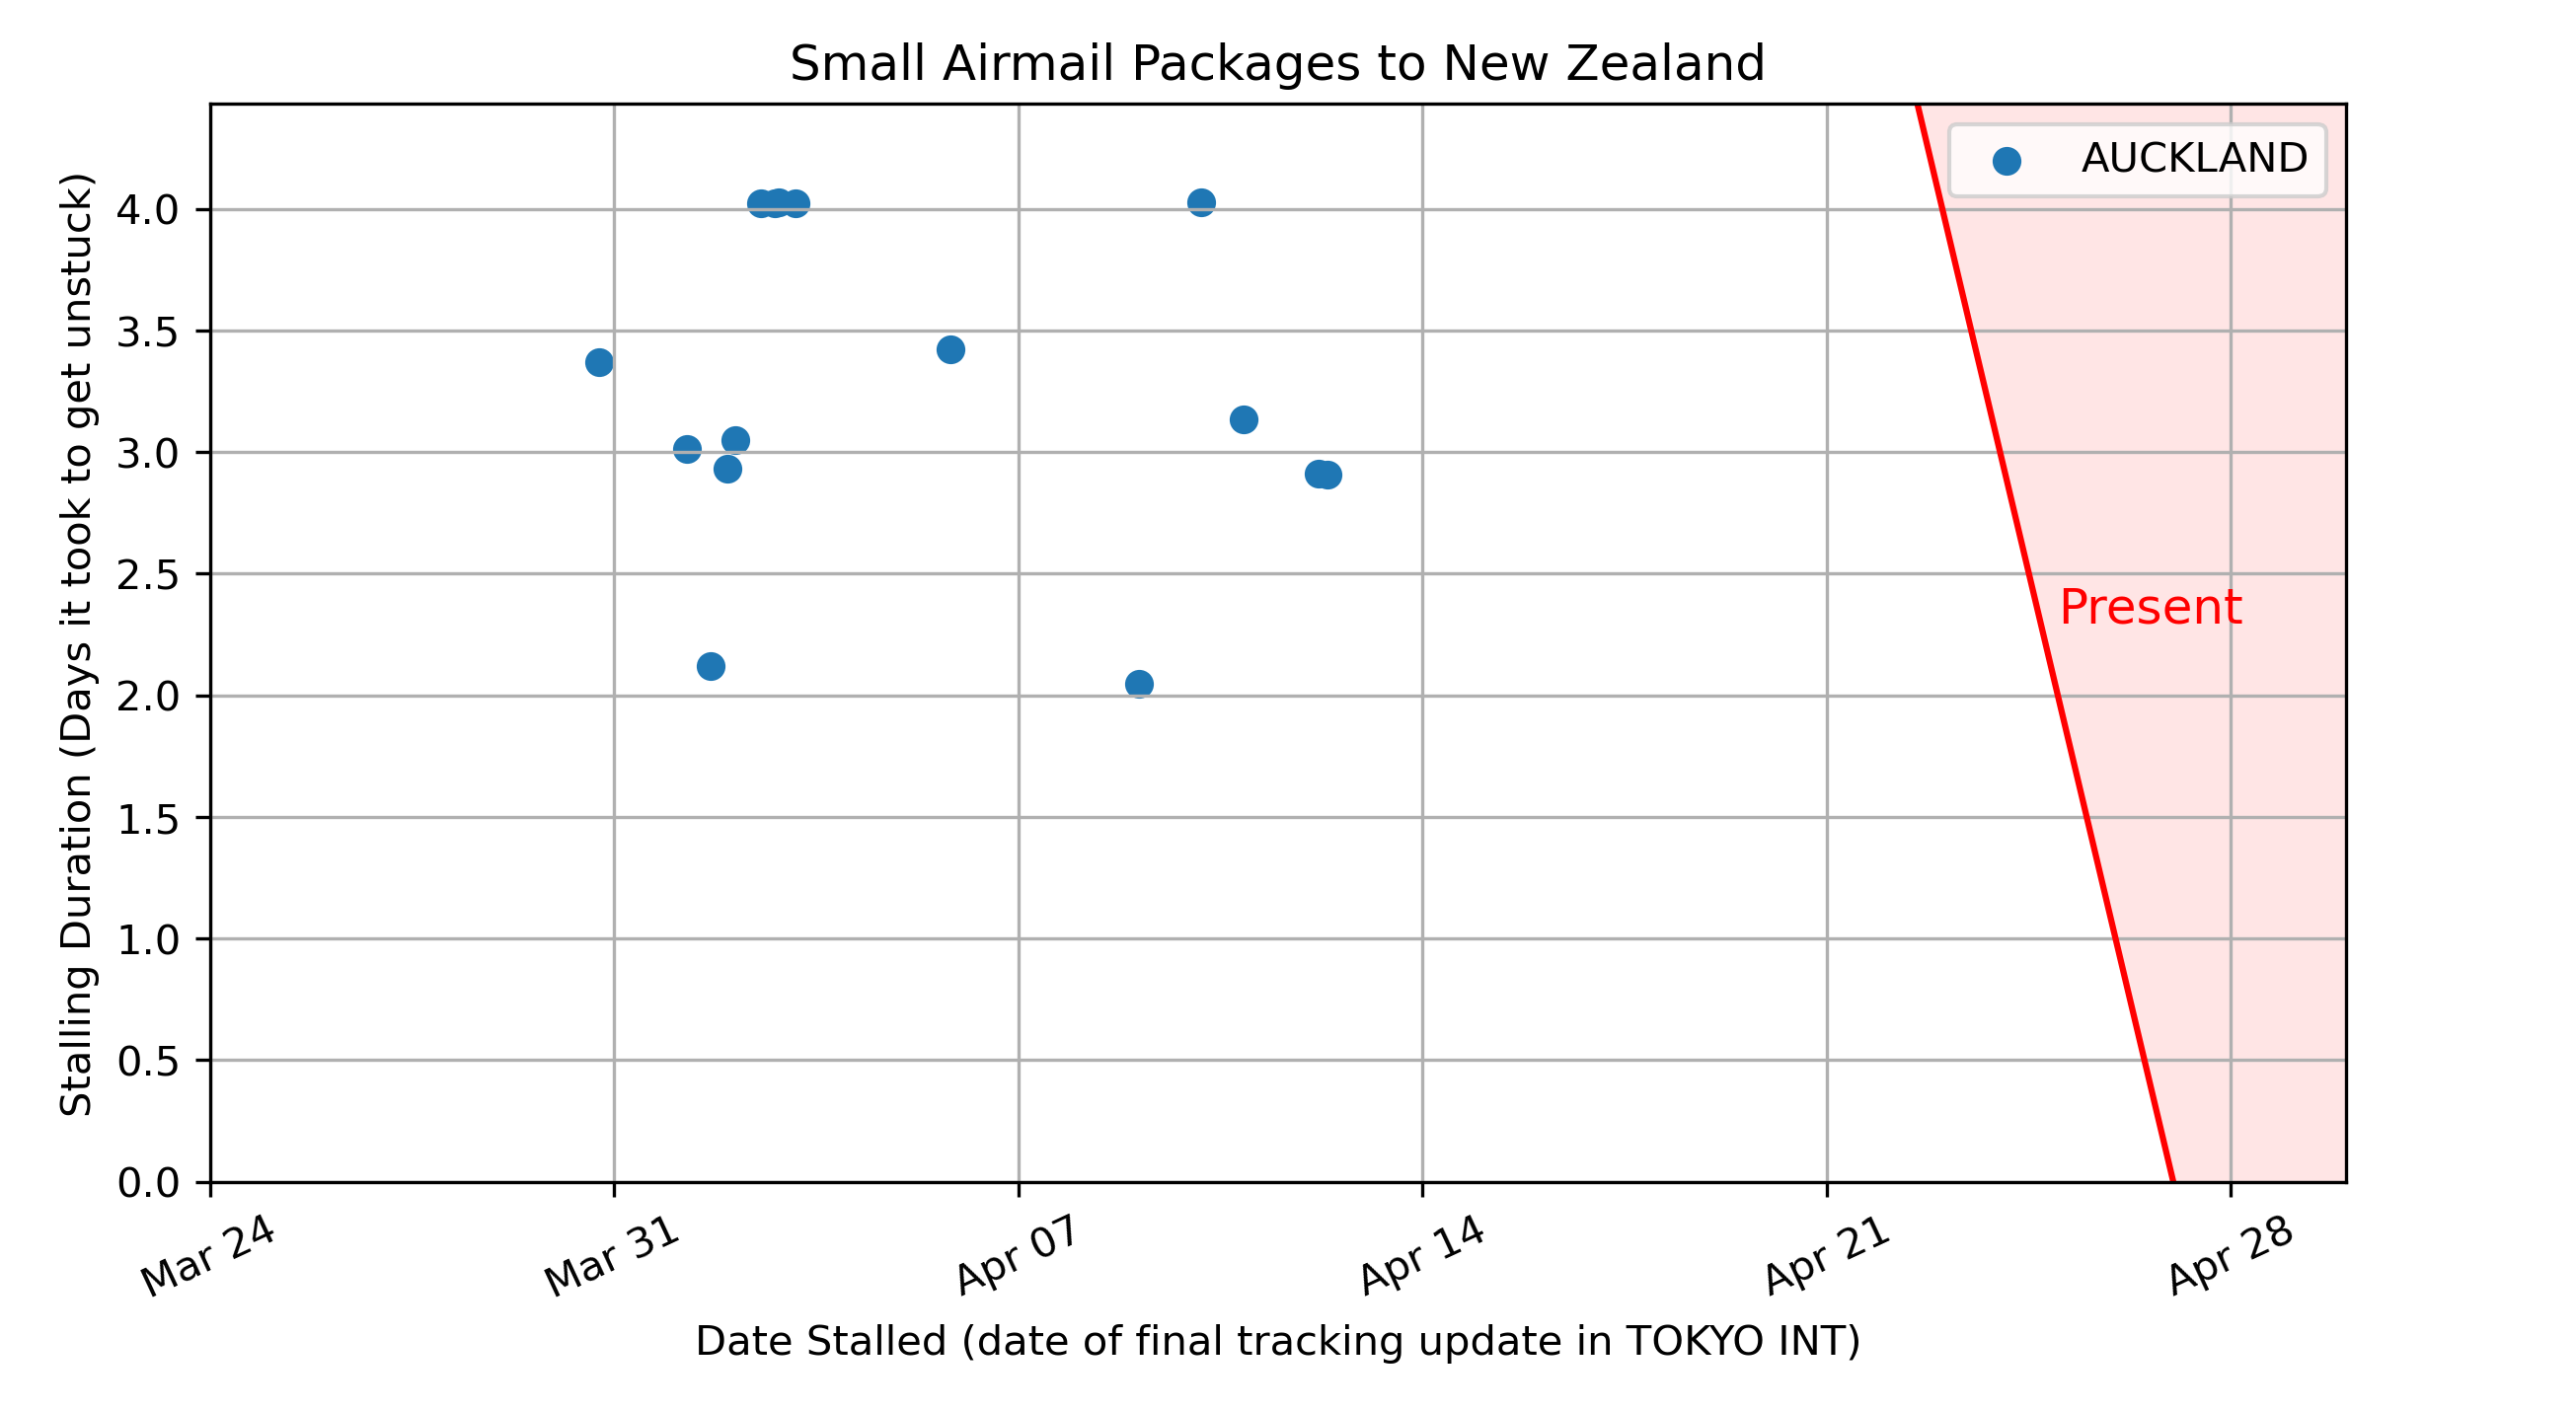 Small Airmail Packages to New Zealand
AUCKLAND
Stalling Duration (Days it took to get unstuck)
4.0
3.5
3.0
2.5
2.0
1.5
1.0
0.5
0.0
Present
Mar 24
Mar 31
Apr 07
Apr 14
Apr 21
Apr 28
Date Stalled (date of final tracking update in TOKYO INT)